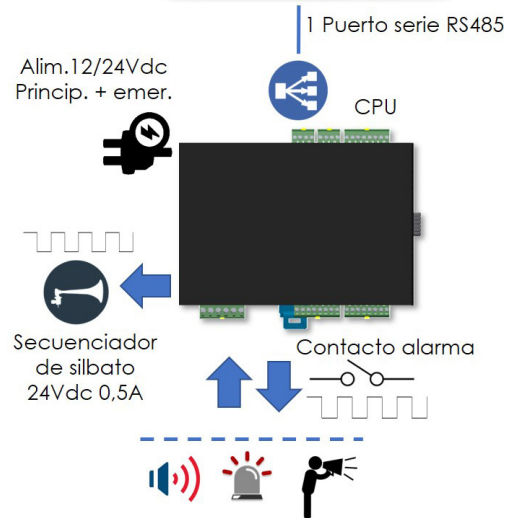 1 Puerto serie RS485
Alim.12/24Vdc
Princip. + emer.
CPU
Secuenciador
de silbato
24Vdc 0,5A
Contacto alarma